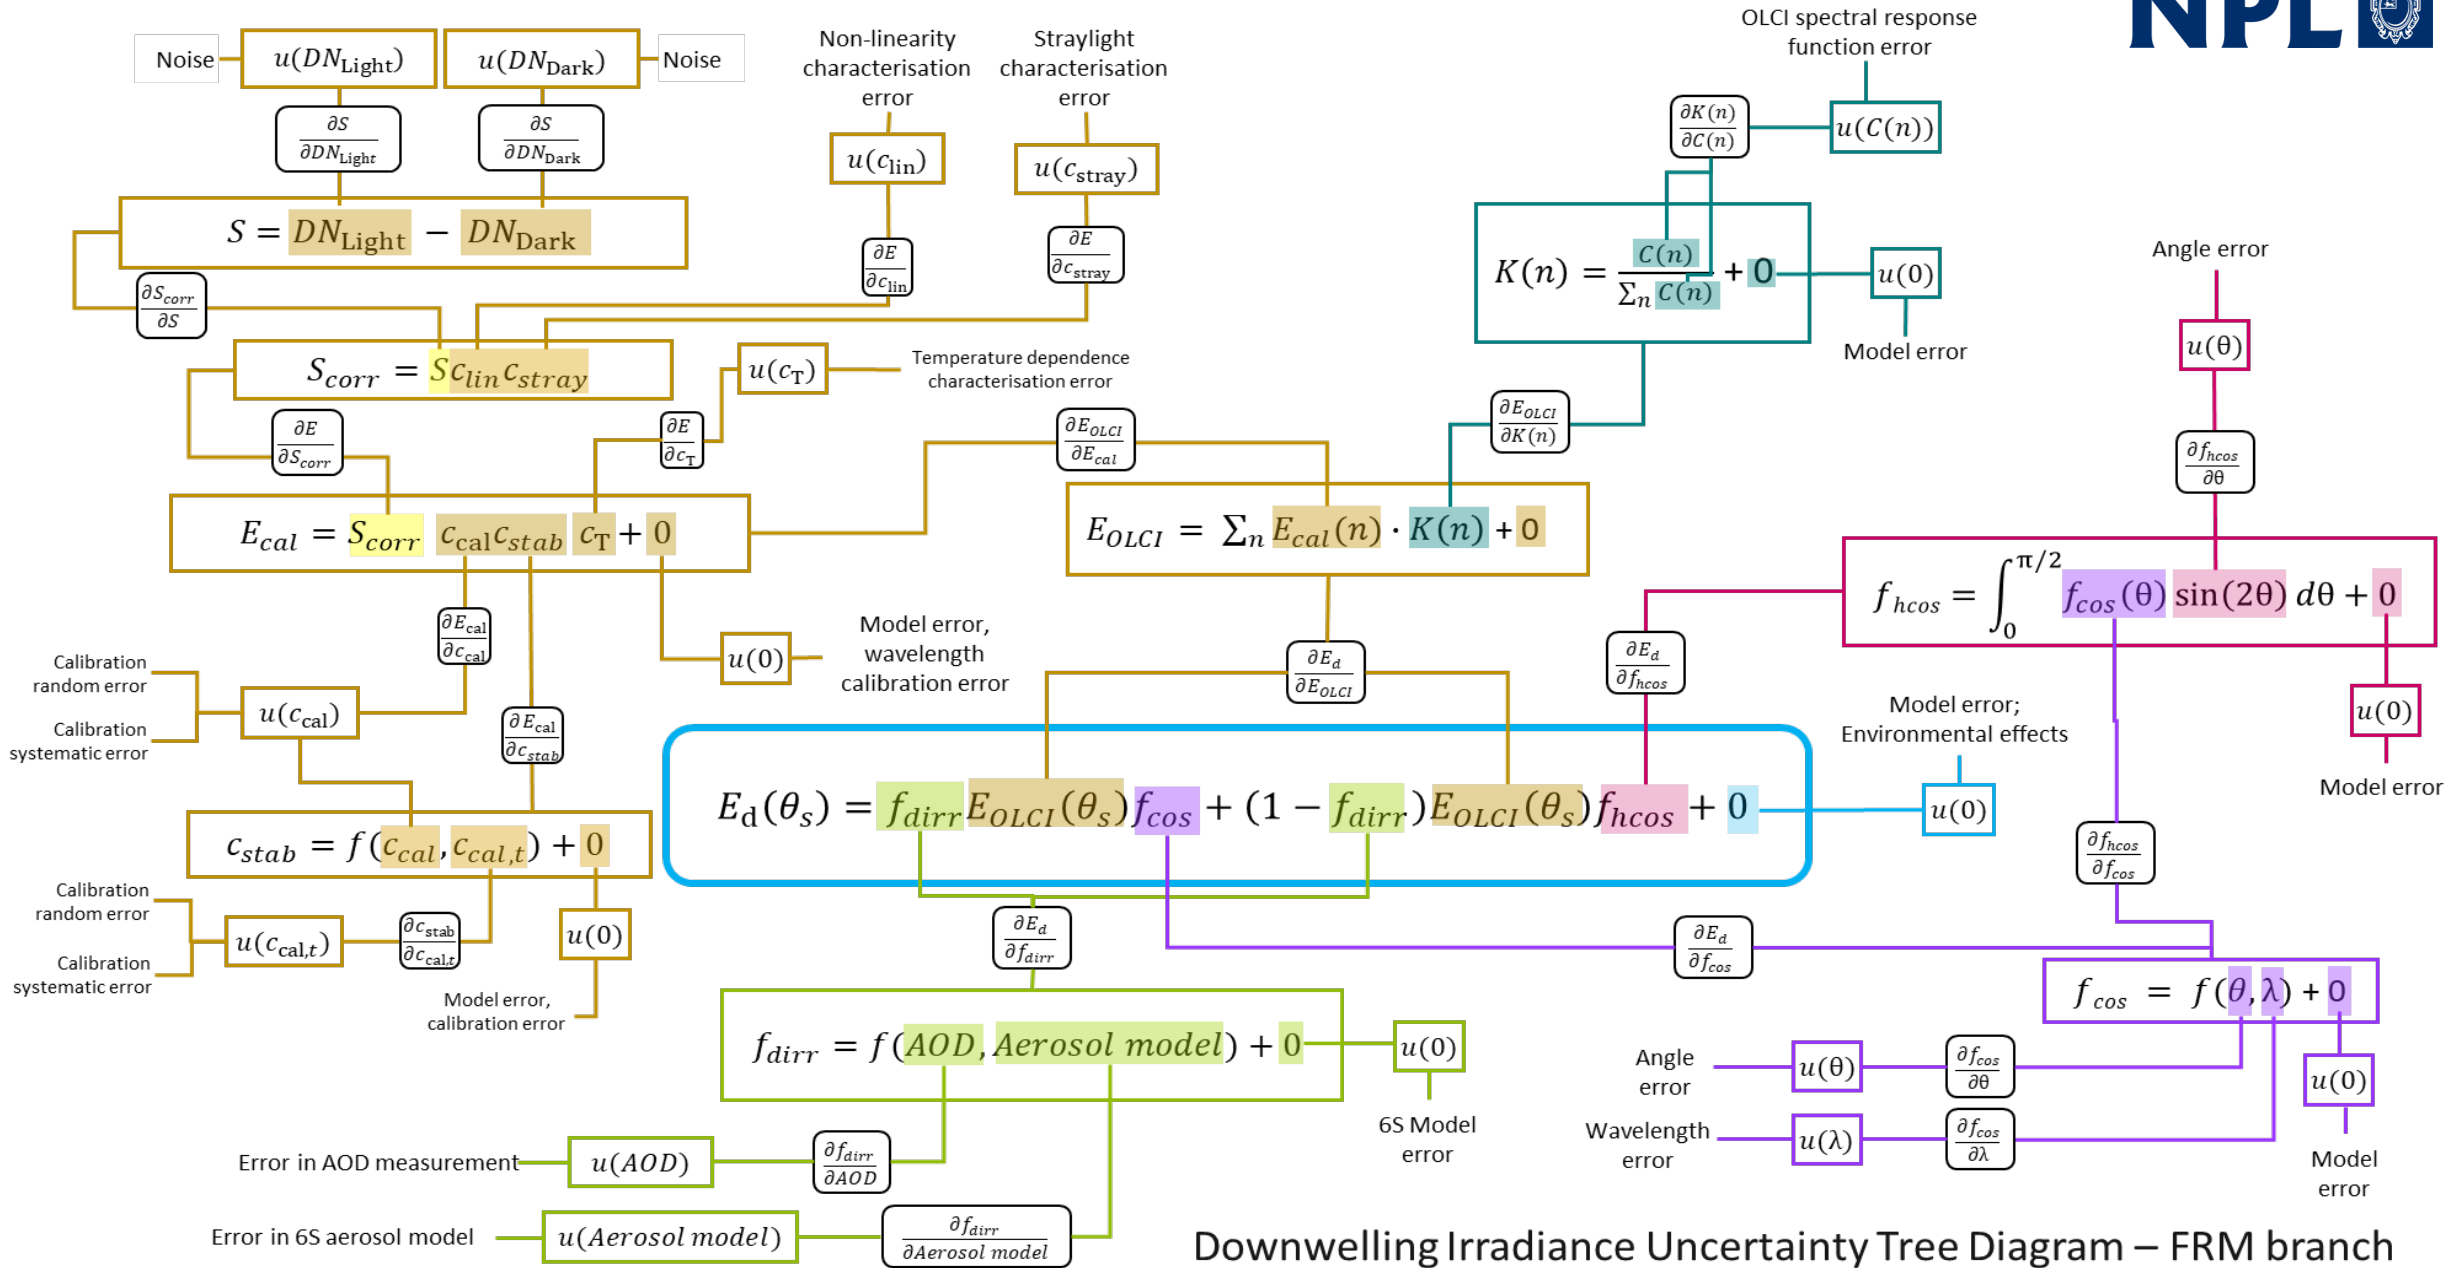 NPL
OLCI spectral response
function error
Noise
u(DN_Light)
u(DN_Dark)
Noise
Non-linearity
characterisation
error
Straylight
characterisation
error
∂S/∂DN_Light
∂S/∂DN_Dark
∂K(n)/∂C(n)
u(C(n))
u(c_lin)
u(c_stray)
S = DN_Light − DN_Dark
∂E/∂c_lin
∂E/∂c_stray
K(n) = C(n)/∑_n C(n) + 0
u(0)
Model error
Angle error
u(θ)
∂S_corr/∂S
S_corr = S c_lin c_stray
u(c_T)
Temperature dependence
characterisation error
∂E/∂S_corr
∂E/∂c_T
∂E_OLCI/∂E_cal
∂E_OLCI/∂K(n)
∂f_hcos/∂θ
E_cal = S_corr c_cal c_stab c_T + 0
E_OLCI = ∑_n E_cal(n) · K(n) + 0
f_hcos = ∫_0^π/2 f_cos(θ) sin(2θ) dθ + 0
∂E_cal/∂c_cal
u(0)
Model error,
wavelength
calibration error
∂E_d/∂E_OLCI
∂E_d/∂f_hcos
u(0)
Model error
Calibration
random error
Calibration
systematic error
u(c_cal)
∂E_cal/∂c_stab
Model error;
Environmental effects
u(0)
E_d(θ_s) = f_dirr E_OLCI(θ_s) f_cos + (1 − f_dirr) E_OLCI(θ_s) f_hcos + 0
c_stab = f(c_cal, c_cal,t) + 0
∂f_hcos/∂f_cos
Calibration
random error
Calibration
systematic error
u(c_cal,t)
∂c_stab/∂c_cal,t
u(0)
Model error,
calibration error
∂E_d/∂f_dirr
∂E_d/∂f_cos
f_cos = f(θ, λ) + 0
f_dirr = f(AOD, Aerosol model) + 0
u(0)
6S Model
error
Angle
error
u(θ)
∂f_cos/∂θ
u(0)
Model
error
Wavelength
error
u(λ)
∂f_cos/∂λ
Error in AOD measurement
u(AOD)
∂f_dirr/∂AOD
Error in 6S aerosol model
u(Aerosol model)
∂f_dirr/∂Aerosol model
Downwelling Irradiance Uncertainty Tree Diagram – FRM branch